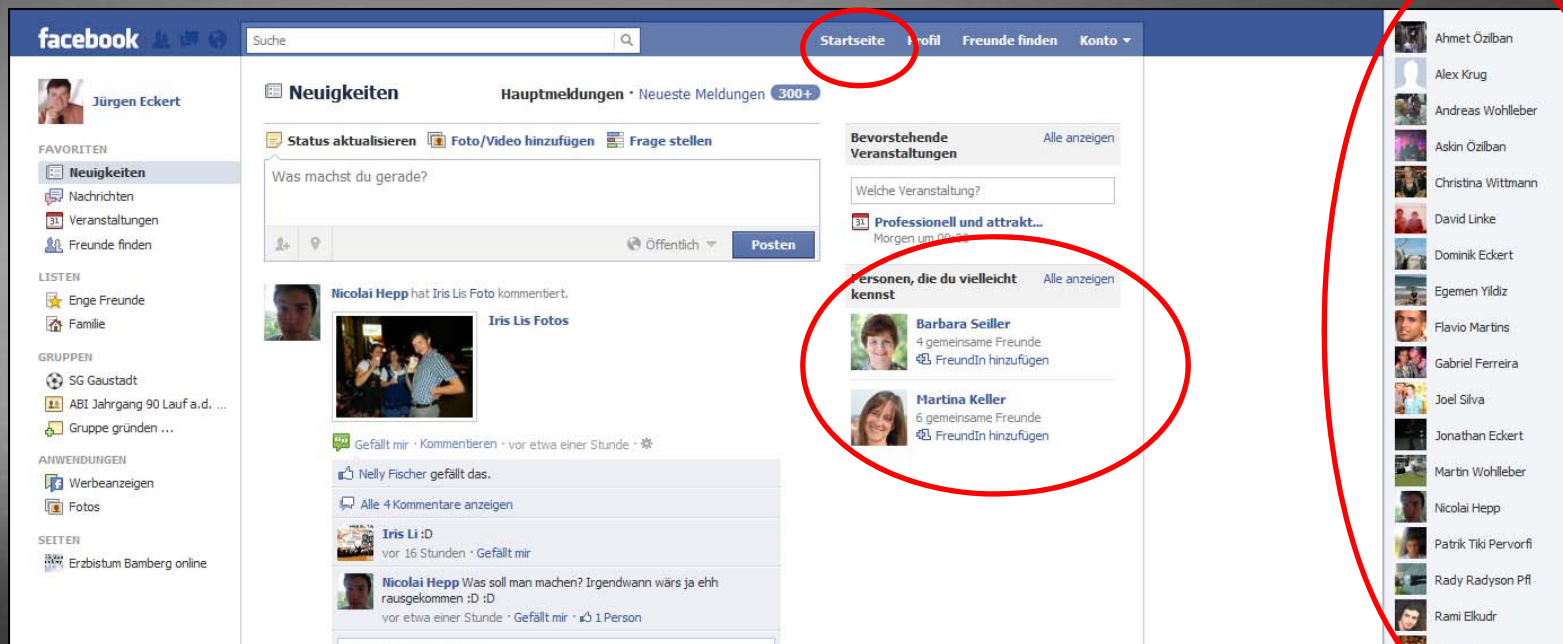 facebook
Suche
Startseite Profil Freunde finden Konto
Jürgen Eckert
FAVORITEN
Neuigkeiten
Nachrichten
Veranstaltungen
Freunde finden
LISTEN
Enge Freunde
Familie
GRUPPEN
SG Gaustadt
ABI Jahrgang 90 Lauf a.d. ...
Gruppe gründen ...
ANWENDUNGEN
Werbeanzeigen
Fotos
SEITEN
Erzbistum Bamberg online
Neuigkeiten
Hauptmeldungen · Neueste Meldungen 300+
Status aktualisieren Foto/Video hinzufügen Frage stellen
Was machst du gerade?
Öffentlich Posten
Nicolai Hepp hat Iris Lis Foto kommentiert.
Iris Lis Fotos
Gefällt mir · Kommentieren · vor etwa einer Stunde ·
Nelly Fischer gefällt das.
Alle 4 Kommentare anzeigen
Iris Li :D
vor 16 Stunden · Gefällt mir
Nicolai Hepp Was soll man machen? Irgendwann wärs ja ehh
rausgekommen :D :D
vor etwa einer Stunde · Gefällt mir · 1 Person
Bevorstehende Alle anzeigen
Veranstaltungen
Welche Veranstaltung?
31 Professionell und attrakt...
Morgen um
Personen, die du vielleicht Alle anzeigen
kennst
Barbara Seiller
4 gemeinsame Freunde
FreundIn hinzufügen
Martina Keller
6 gemeinsame Freunde
FreundIn hinzufügen
Ahmet Özilban
Alex Krug
Andreas Wohlleber
Askin Özilban
Christina Wittmann
David Linke
Dominik Eckert
Egemen Yildiz
Flavio Martins
Gabriel Ferreira
Joel Silva
Jonathan Eckert
Martin Wohlleber
Nicolai Hepp
Patrik Tiki Pervorfi
Rady Radyson Pfl
Rami Elkudr